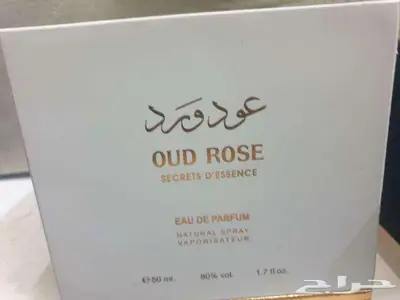 عود ورد
OUD ROSE
SECRETS D'ESSENCE
EAU DE PARFUM
NATURAL SPRAY
VAPORISATEUR
℮50 ml. 80% vol. 1.7 fl.oz.
حراج